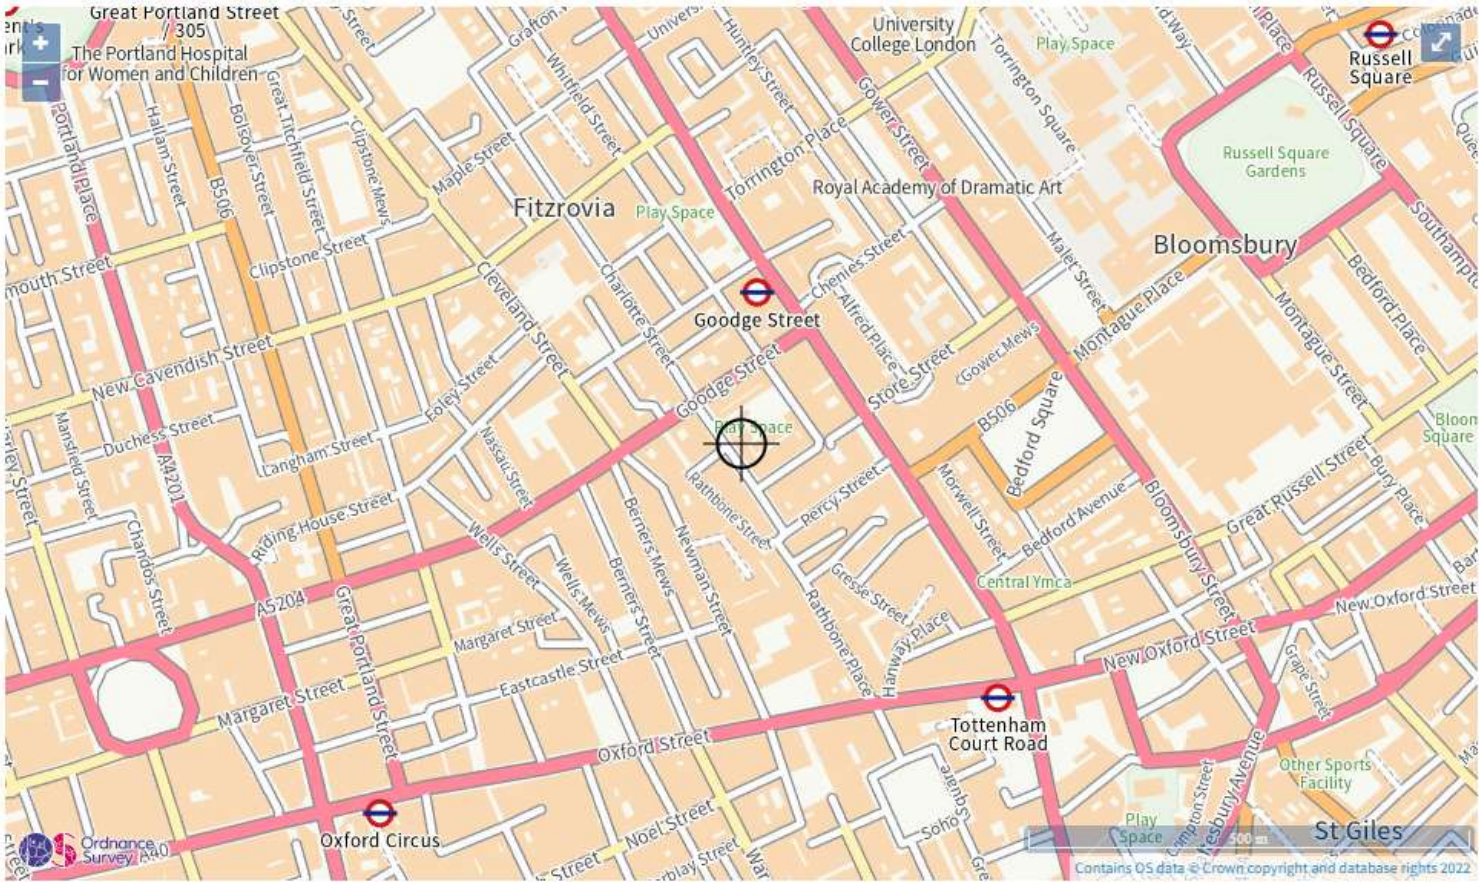 Great Portland Street
/ 305
The Portland Hospital
for Women and Children
+
−
University
College London
Play Space
Russell
Square
Grafton
Whitfield Street
Huntley Street
Gower Street
Torrington Square
Russell Square
Portland Place
Hallam Street
B506
Bolsover Street
Great Titchfield Street
Clipstone Mews
Maple Street
Torrington Place
Royal Academy of Dramatic Art
Russell Square
Gardens
Fitzrovia
Play Space
Bloomsbury
Clipstone Street
mouth Street
Cleveland Street
Charlotte Street
Chenies Street
Malet Street
Montague Place
Bedford Place
Southamp
Goodge Street
Alfred Place
Gower Mews
Montague Street
New Cavendish Street
Foley Street
Goodge Street
Store Street
Mansfield Street
Duchess Street
Langham Street
Nassau Street
Play Space
B506
Bedford Square
Bloom
Square
A4201
Riding House Street
Chandos Street
Wells Street
Berners Mews
Newman Street
Rathbone Street
Percy Street
Morwell Street
Bedford Avenue
Bloomsbury Street
Great Russell Street
Bury Place
Wells Mews
Berners Street
Gresse Street
Central Ymca
A5204
Great Portland Street
Margaret Street
Eastcastle Street
Rathbone Place
Hanway Place
New Oxford Street
New Oxford Street
Grape Street
Margaret Street
Oxford Street
Tottenham
Court Road
Other Sports
Facility
Oxford Circus
Noel Street
Soho
Square
Play
Space
St Giles
500 m
Ordnance
Survey
A40
Contains OS data © Crown copyright and database rights 2022